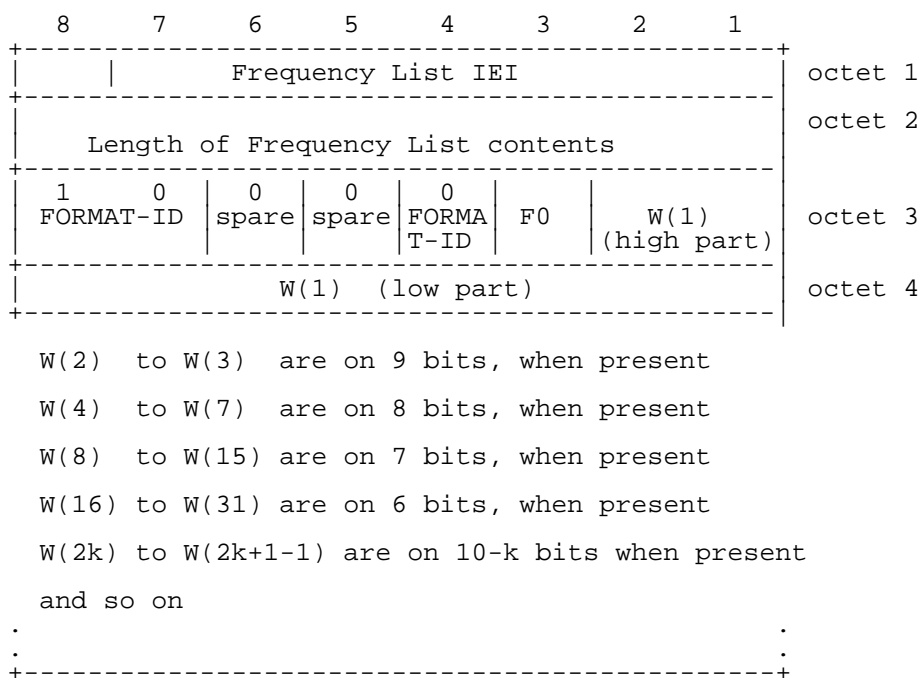 8 7 6 5 4 3 2 1
Frequency List IEI octet 1
octet 2
Length of Frequency List contents
1 0 0 0 0
FORMAT-ID spare spare FORMA F0 W(1) octet 3
T-ID (high part)
W(1) (low part) octet 4
W(2) to W(3) are on 9 bits, when present
W(4) to W(7) are on 8 bits, when present
W(8) to W(15) are on 7 bits, when present
W(16) to W(31) are on 6 bits, when present
W(2k) to W(2k+1-1) are on 10-k bits when present
and so on
. .
. .